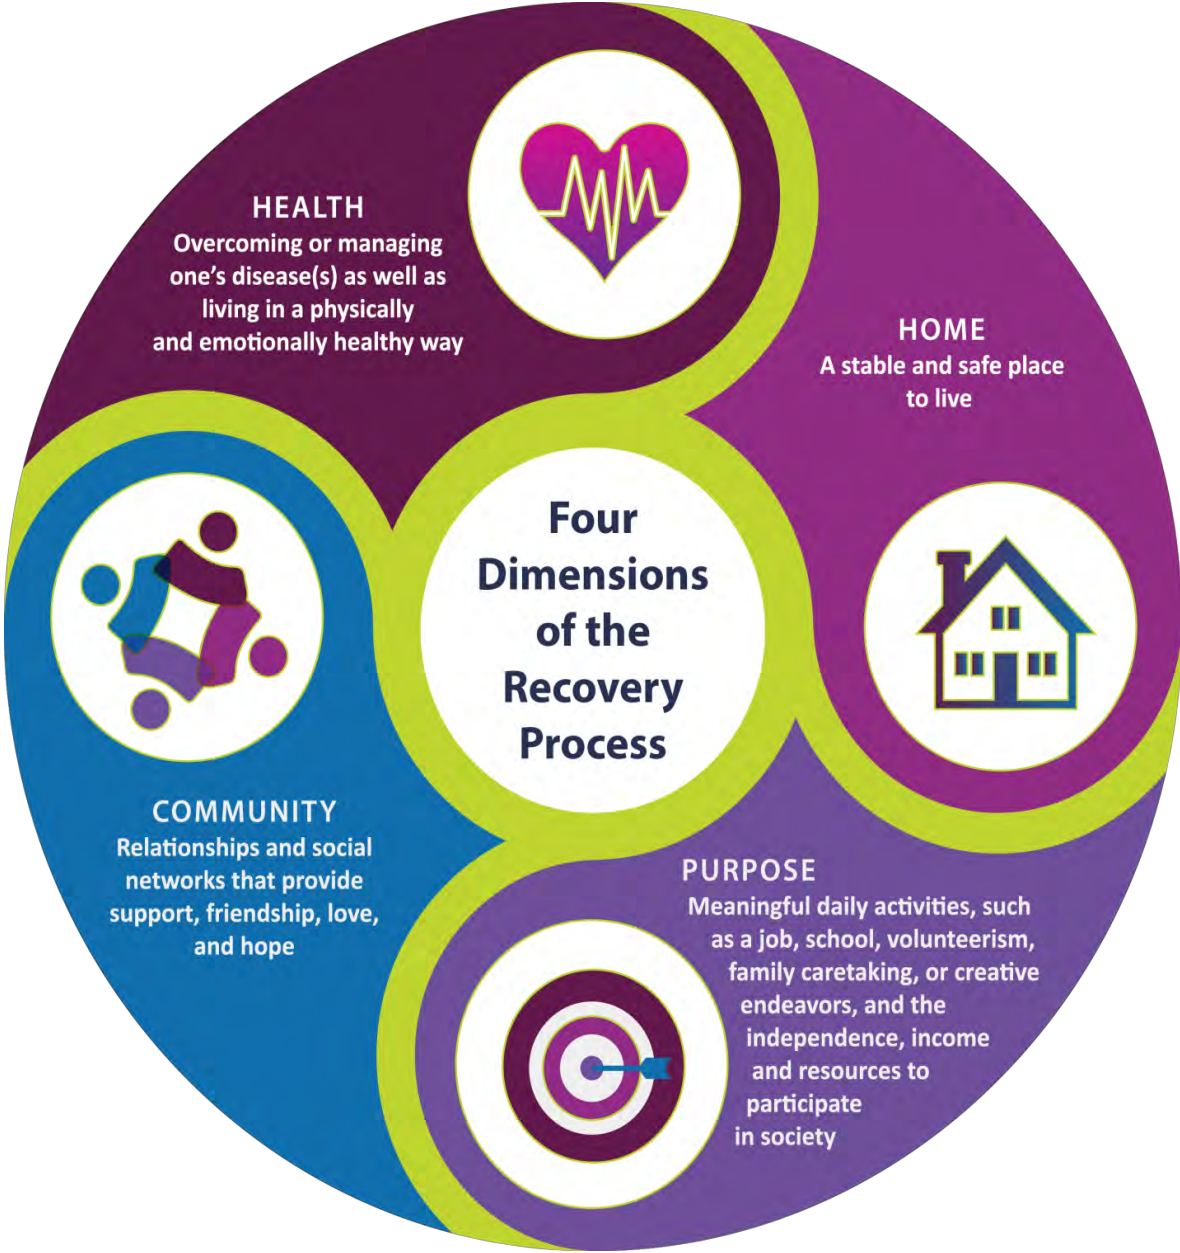 HEALTH
Overcoming or managing
one's disease(s) as well as
living in a physically
and emotionally healthy way
HOME
A stable and safe place
to live
Four
Dimensions
of the
Recovery
Process
COMMUNITY
Relationships and social
networks that provide
support, friendship, love,
and hope
PURPOSE
Meaningful daily activities, such
as a job, school, volunteerism,
family caretaking, or creative
endeavors, and the
independence, income
and resources to
participate
in society